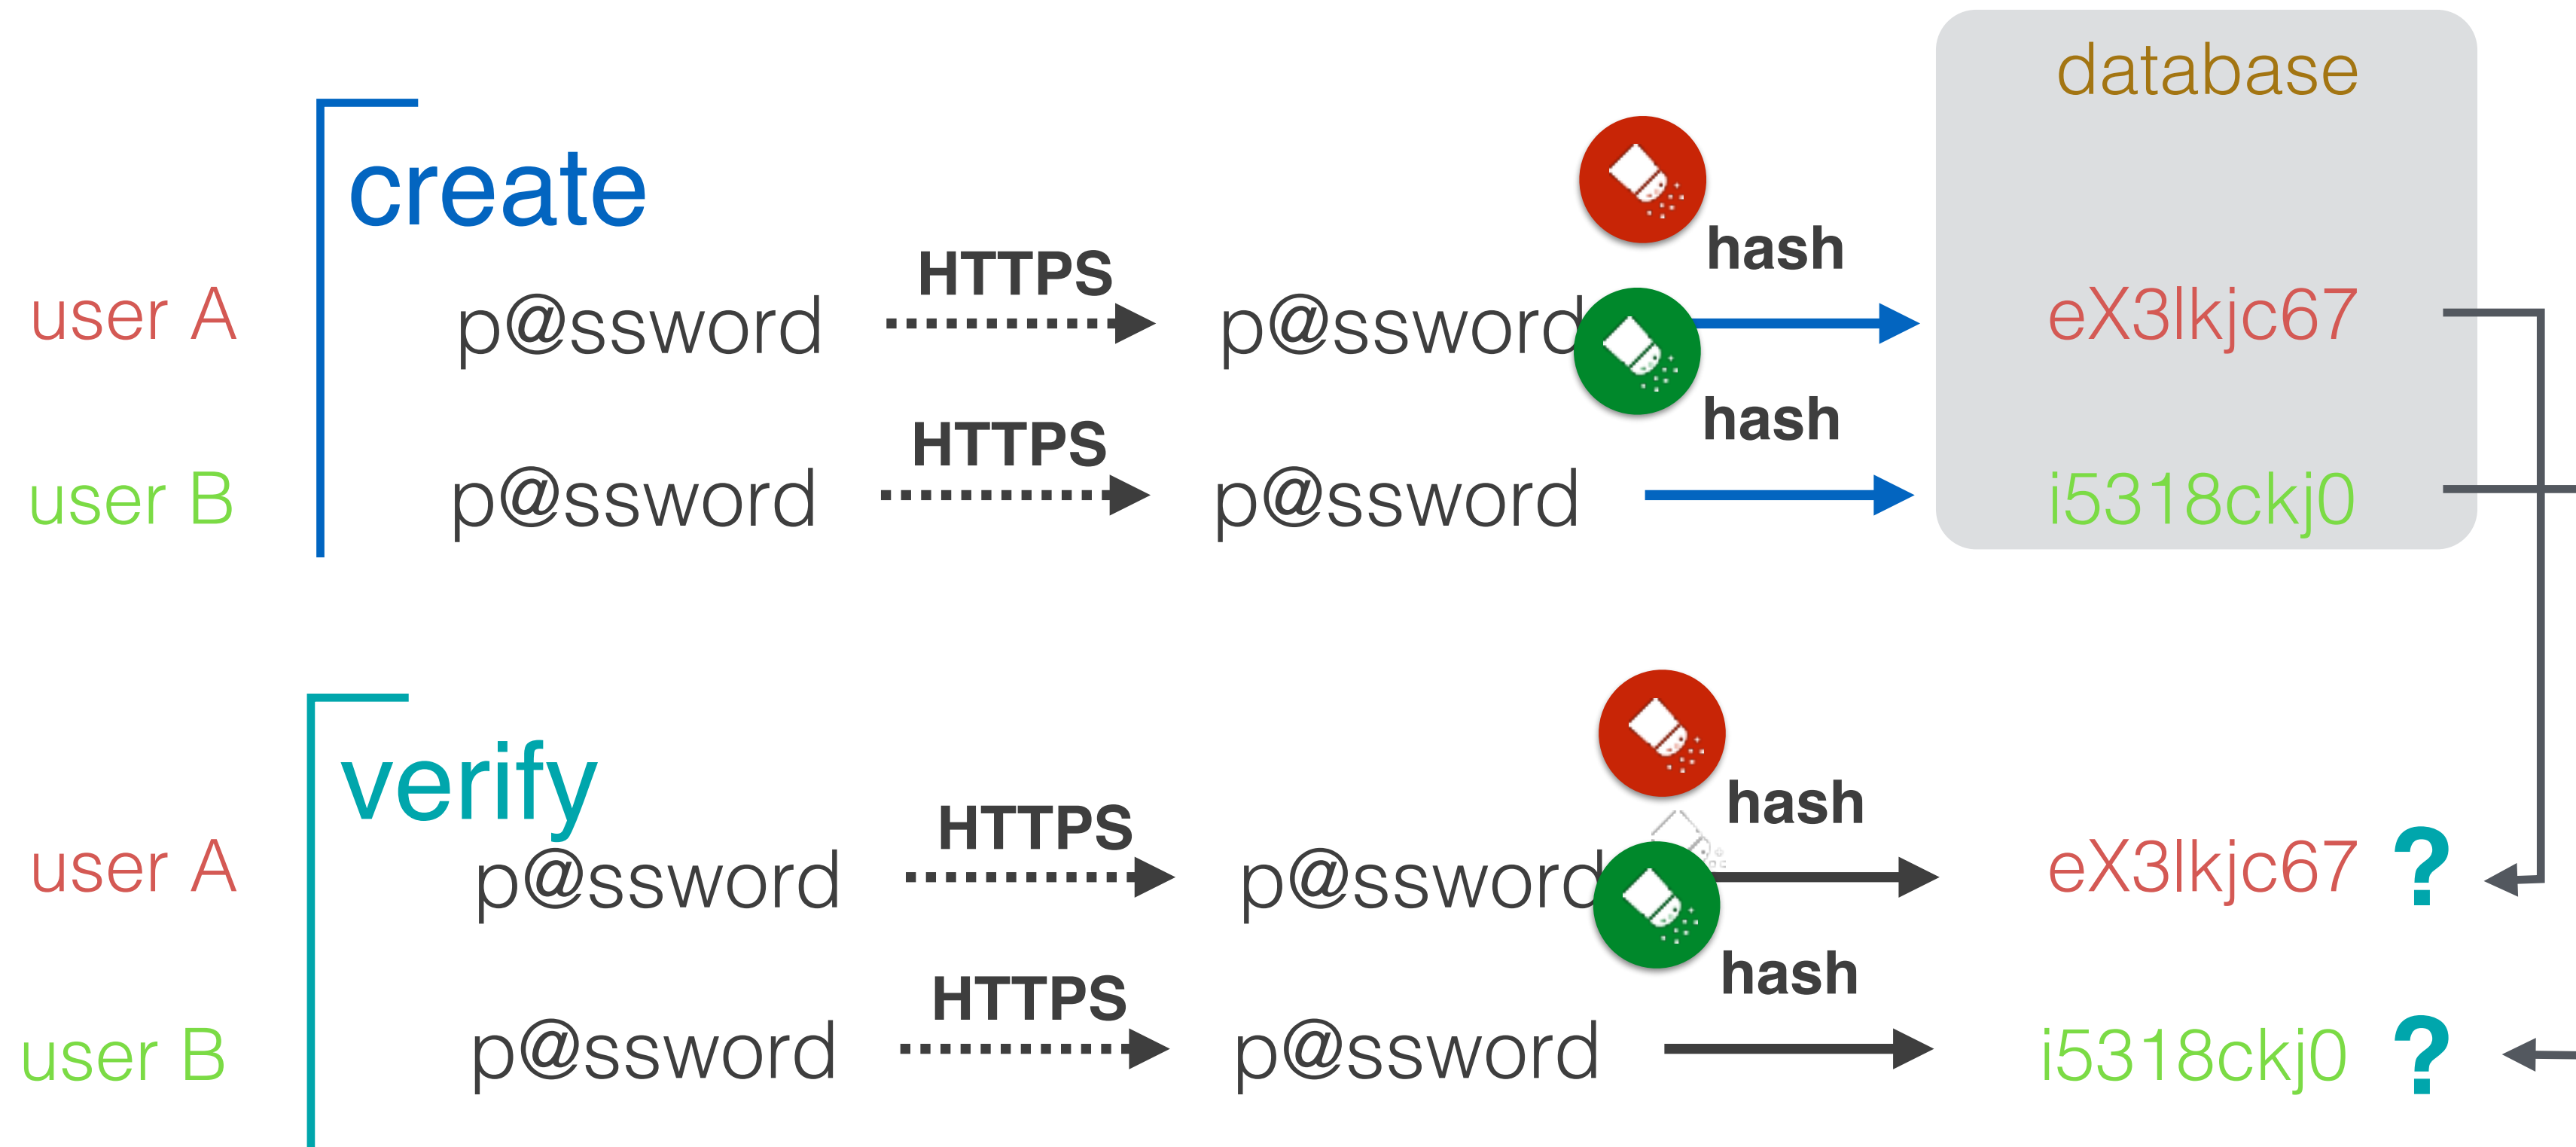 database
create
user A p@ssword HTTPS p@ssword hash eX3lkjc67
user B p@ssword HTTPS p@ssword hash i5318ckj0
verify
user A p@ssword HTTPS p@ssword hash eX3lkjc67 ?
user B p@ssword HTTPS p@ssword hash i5318ckj0 ?